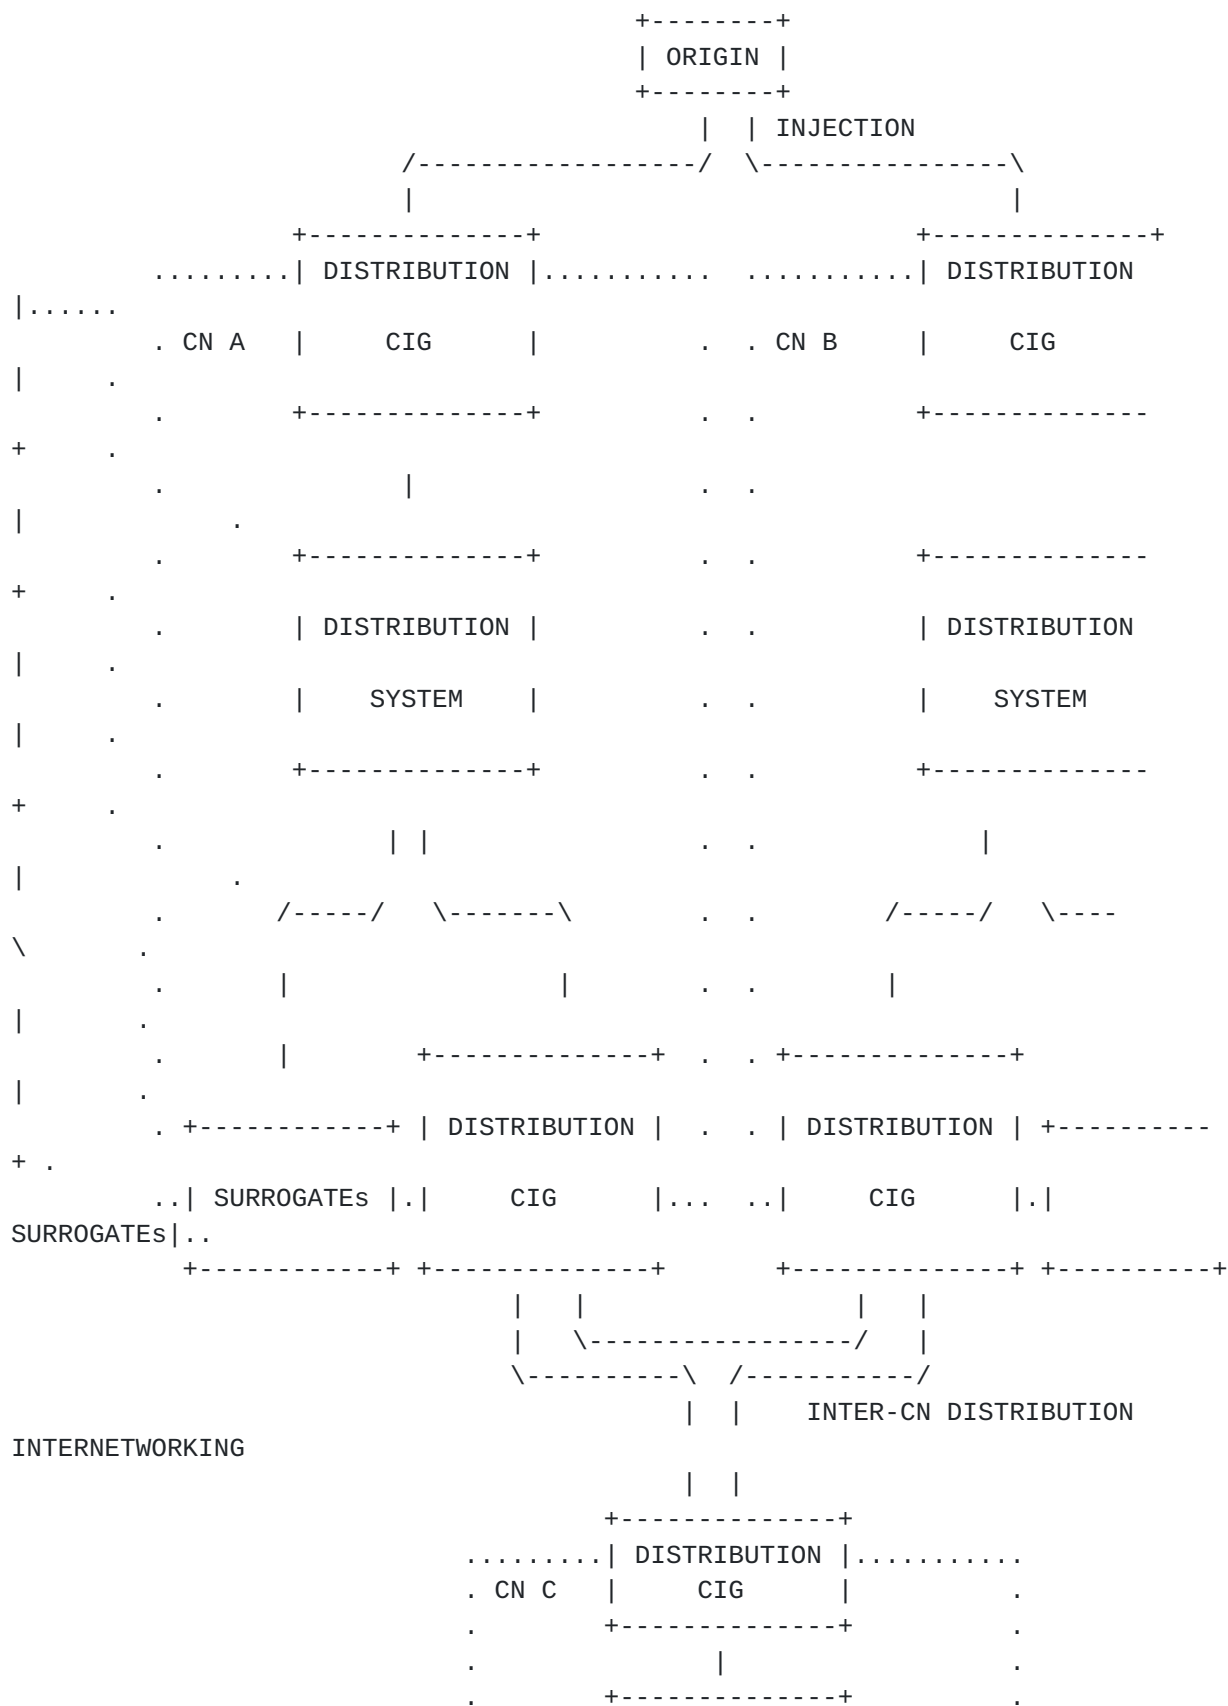 +--------+
| ORIGIN |
+--------+
| | INJECTION
/------------------/ \----------------\
| |
+--------------+ +--------------+
.........| DISTRIBUTION |........... ...........| DISTRIBUTION
|......
. CN A | CIG | . . CN B | CIG
| .
. +--------------+ . . +--------------
+ .
. | . .
| .
. +--------------+ . . +--------------
+ .
. | DISTRIBUTION | . . | DISTRIBUTION
| .
. | SYSTEM | . . | SYSTEM
| .
. +--------------+ . . +--------------
+ .
. | | . . |
| .
. /-----/ \-------\ . . /-----/ \----
\ .
. | | . . |
| .
. | +--------------+ . . +--------------+
| .
. +------------+ | DISTRIBUTION | . . | DISTRIBUTION | +----------
+ .
..| SURROGATEs |.| CIG |... ..| CIG |.|
SURROGATEs|..
+------------+ +--------------+ +--------------+ +----------+
| | | |
| \-----------------/ |
\----------\ /-----------/
| | INTER-CN DISTRIBUTION
INTERNETWORKING
| |
+--------------+
.........| DISTRIBUTION |...........
. CN C | CIG | .
. +--------------+ .
. | .
. +--------------+ .